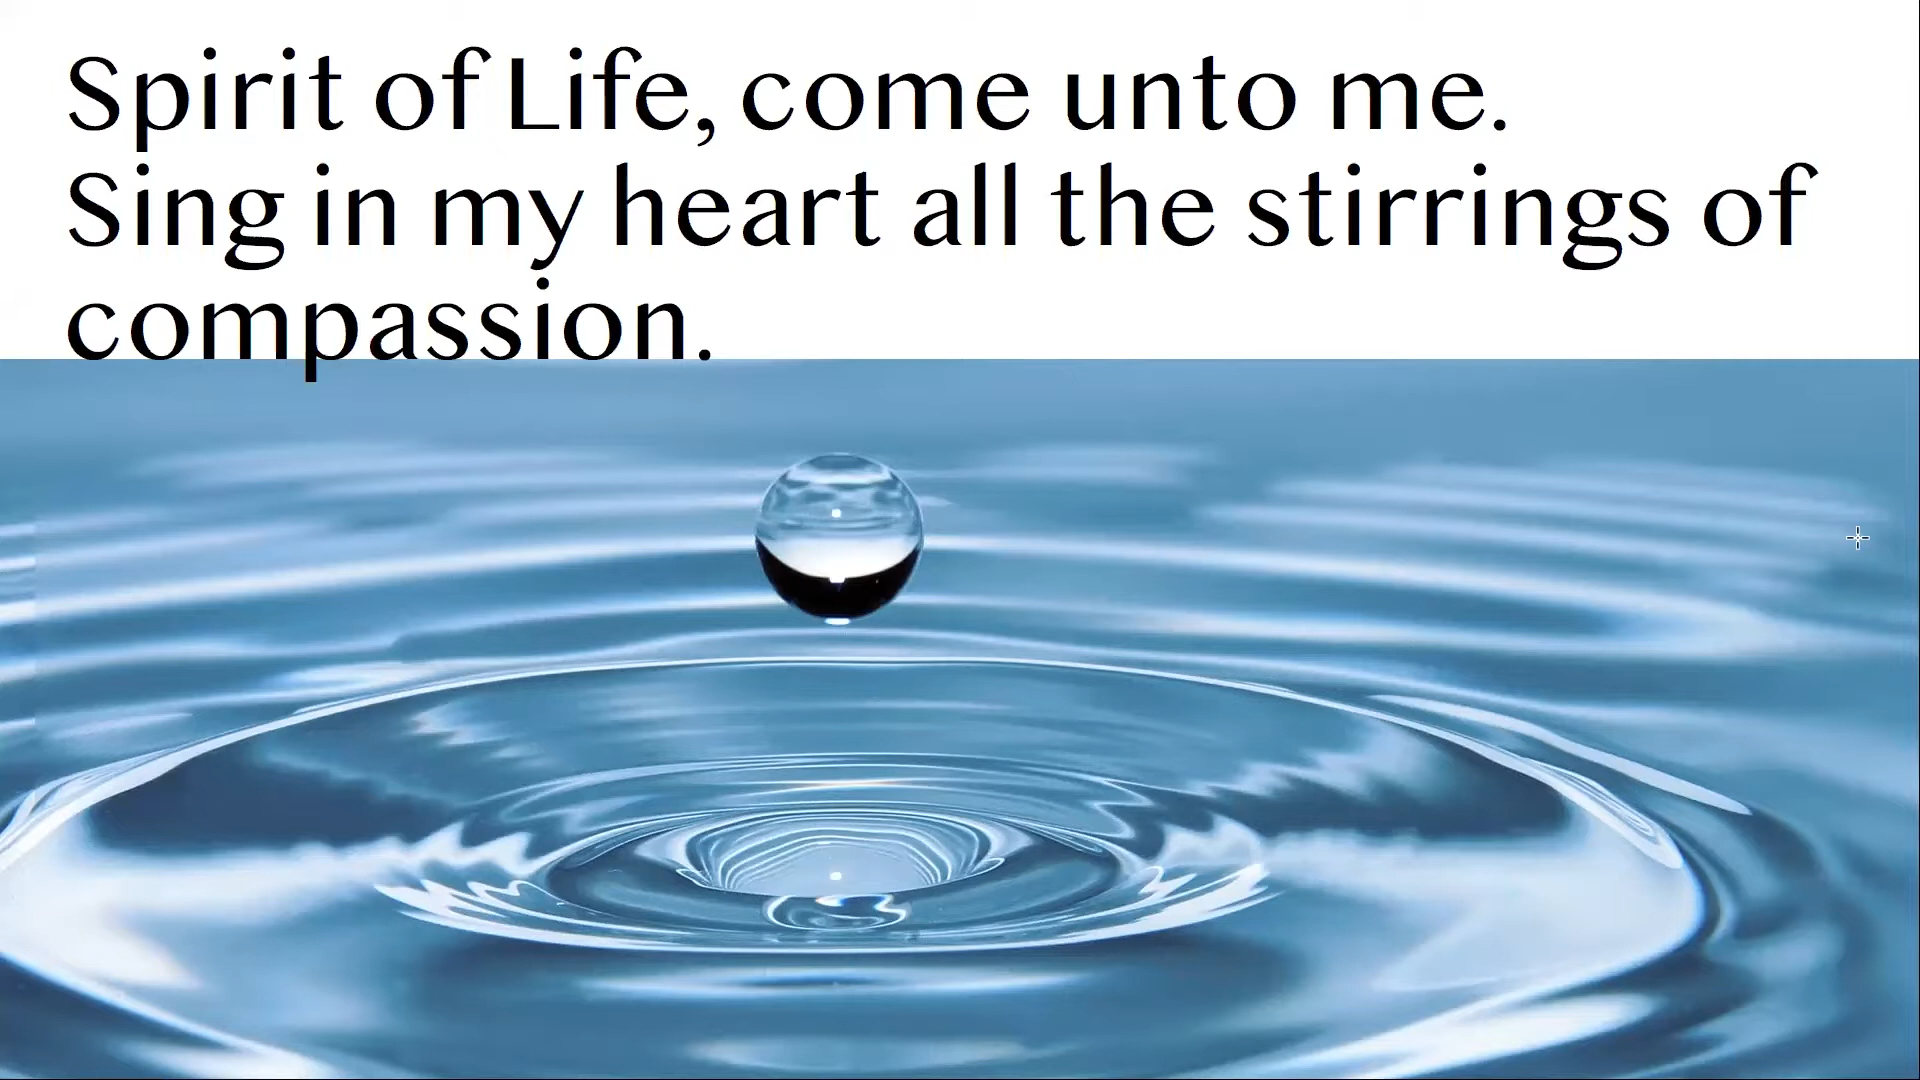 Spirit of Life, come unto me.
Sing in my heart all the stirrings of
compassion.